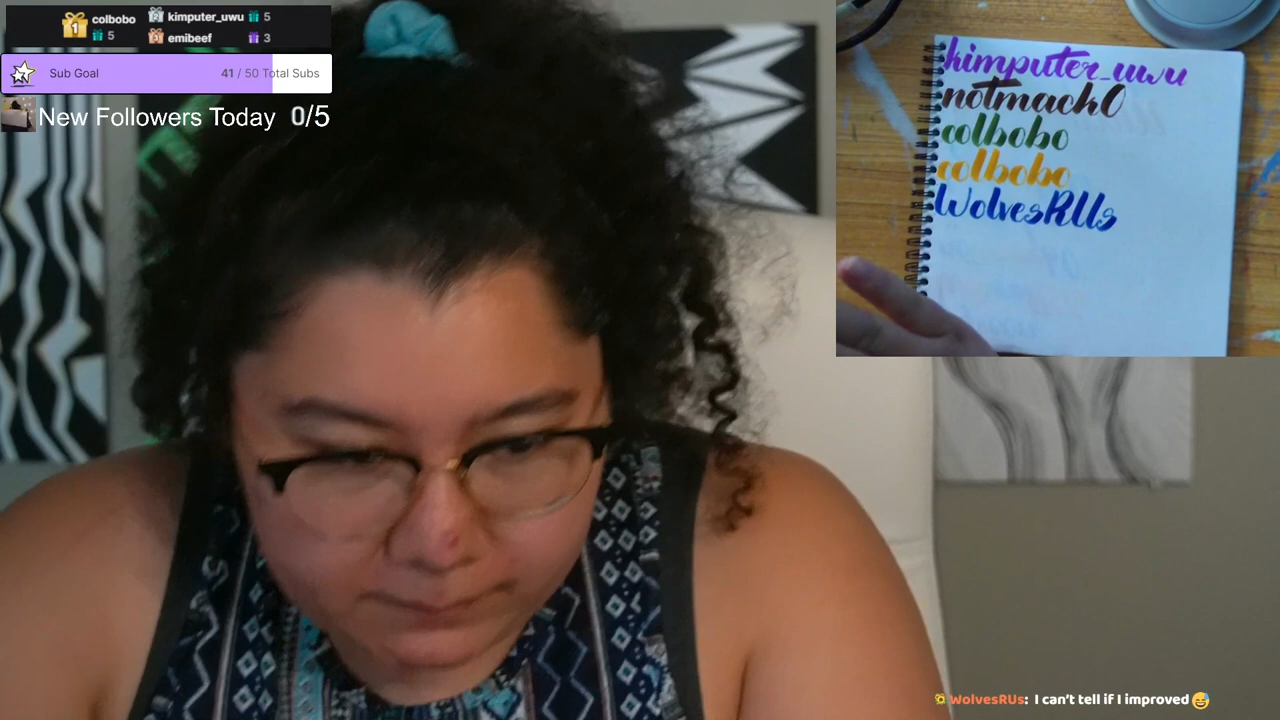 colbobo
5
kimputer_uwu 5
emibeef 3
Sub Goal 41 / 50 Total Subs
New Followers Today 0/5
kimputer_uwu
notmack0
colbobo
colbobo
WolvesRUs
WolvesRUs: I can't tell if I improved